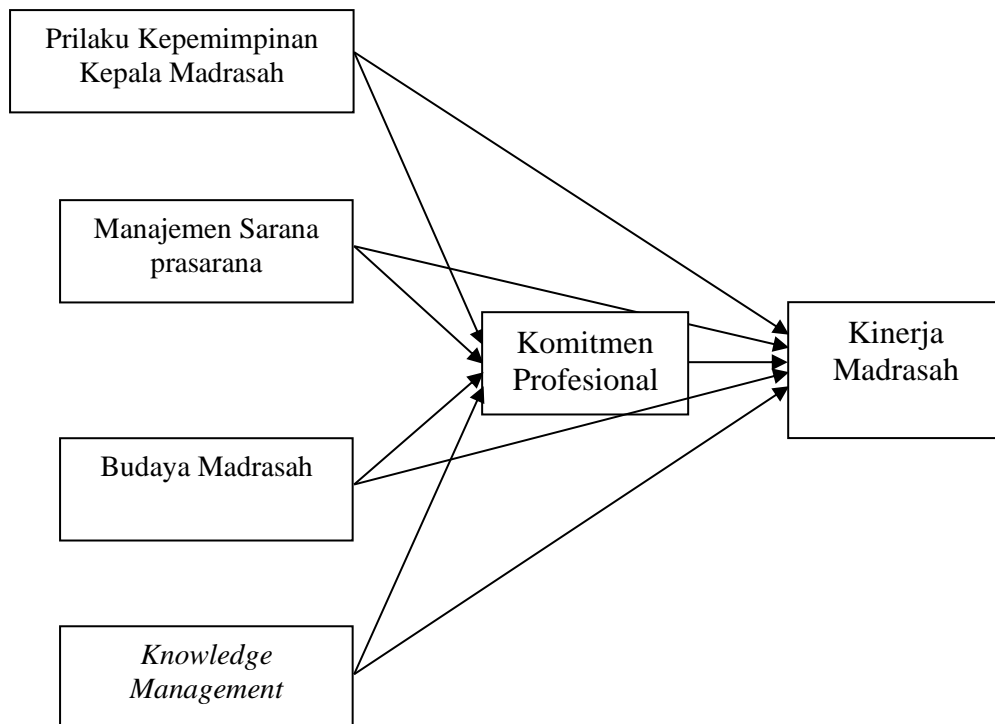 Prilaku Kepemimpinan
Kepala Madrasah
Manajemen Sarana
prasarana
Komitmen
Profesional
Kinerja
Madrasah
Budaya Madrasah
Knowledge
Management